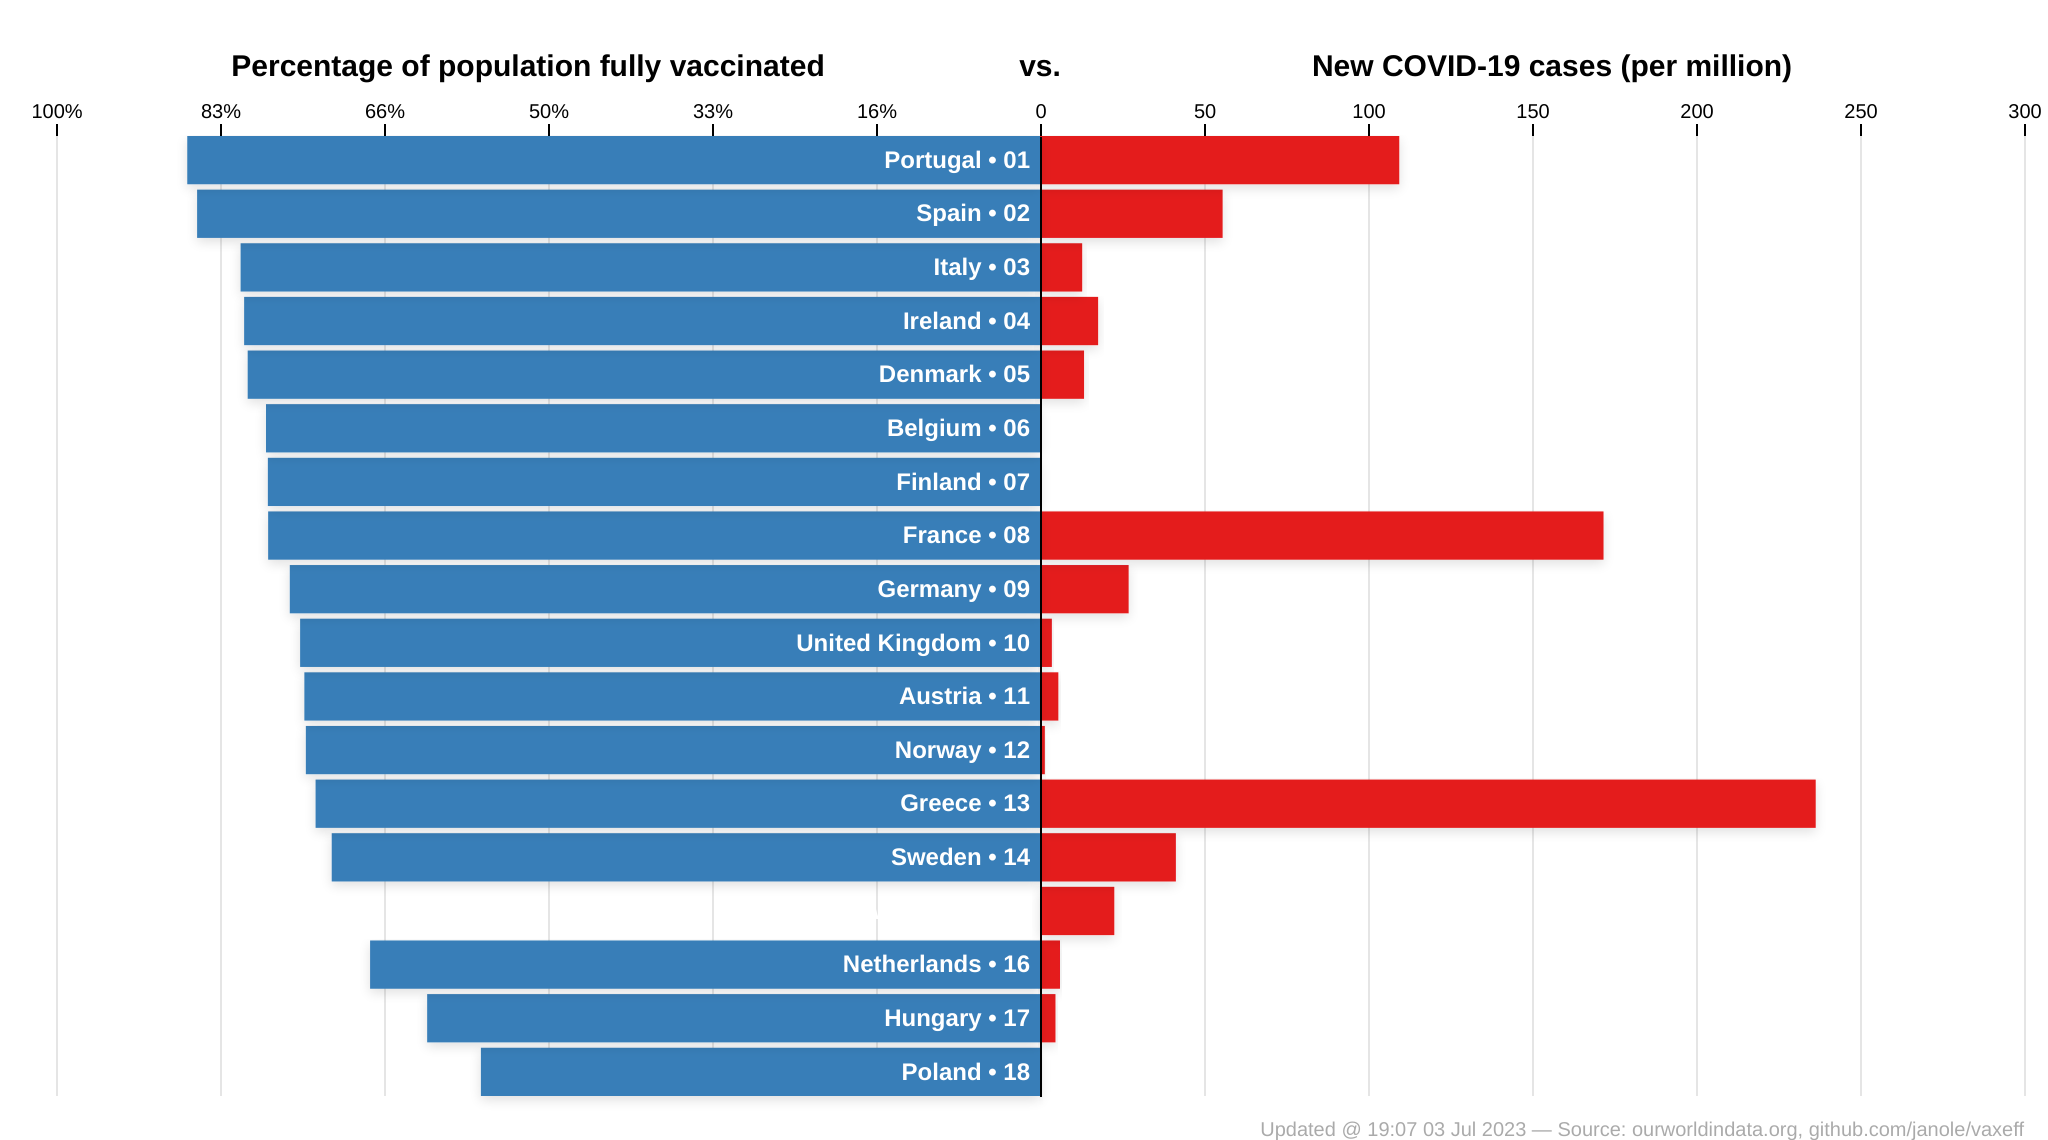 Percentage of population fully vaccinated vs. New COVID-19 cases (per million)
100% 83% 66% 50% 33% 16% 0 50 100 150 200 250 300
Portugal • 01
Spain • 02
Italy • 03
Ireland • 04
Denmark • 05
Belgium • 06
Finland • 07
France • 08
Germany • 09
United Kingdom • 10
Austria • 11
Norway • 12
Greece • 13
Sweden • 14
Netherlands • 16
Hungary • 17
Poland • 18
Updated @ 19:07 03 Jul 2023 — Source: ourworldindata.org, github.com/janole/vaxeff